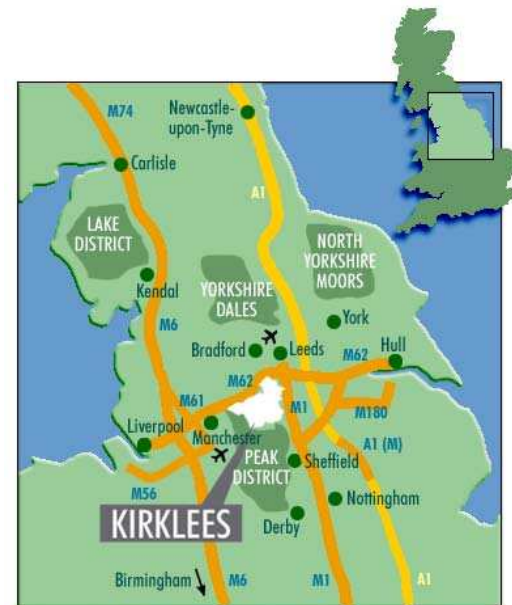 M74
Newcastle-
upon-Tyne
Carlisle
A1
LAKE
DISTRICT
NORTH
YORKSHIRE
MOORS
Kendal
YORKSHIRE
DALES
M6
York
Bradford
Leeds
M62
Hull
M62
M61
M1
M180
Liverpool
Manchester
A1 (M)
PEAK
DISTRICT
Sheffield
M56
Nottingham
KIRKLEES
Derby
Birmingham
M6
M1
A1